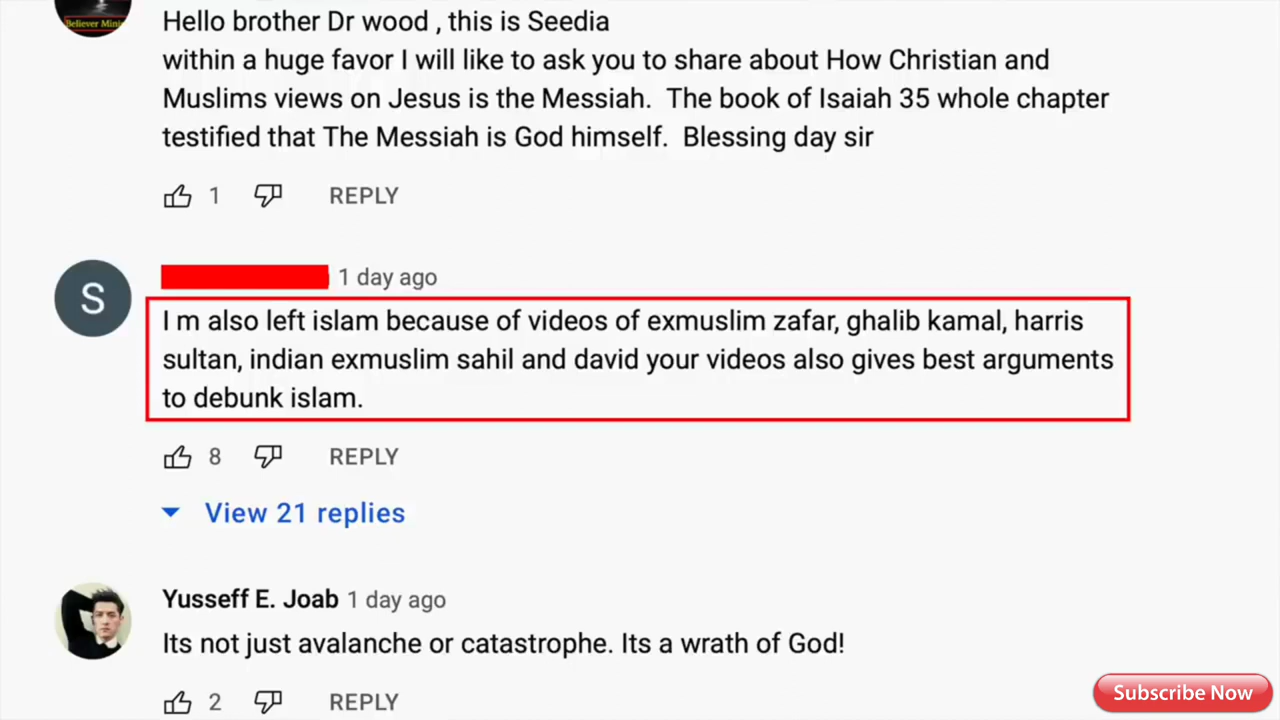 Believer Minis
Hello brother Dr wood , this is Seedia
within a huge favor I will like to ask you to share about How Christian and
Muslims views on Jesus is the Messiah. The book of Isaiah 35 whole chapter
testified that The Messiah is God himself. Blessing day sir
1 REPLY
S
1 day ago
I m also left islam because of videos of exmuslim zafar, ghalib kamal, harris
sultan, indian exmuslim sahil and david your videos also gives best arguments
to debunk islam.
8 REPLY
View 21 replies
Yusseff E. Joab 1 day ago
Its not just avalanche or catastrophe. Its a wrath of God!
2 REPLY
Subscribe Now